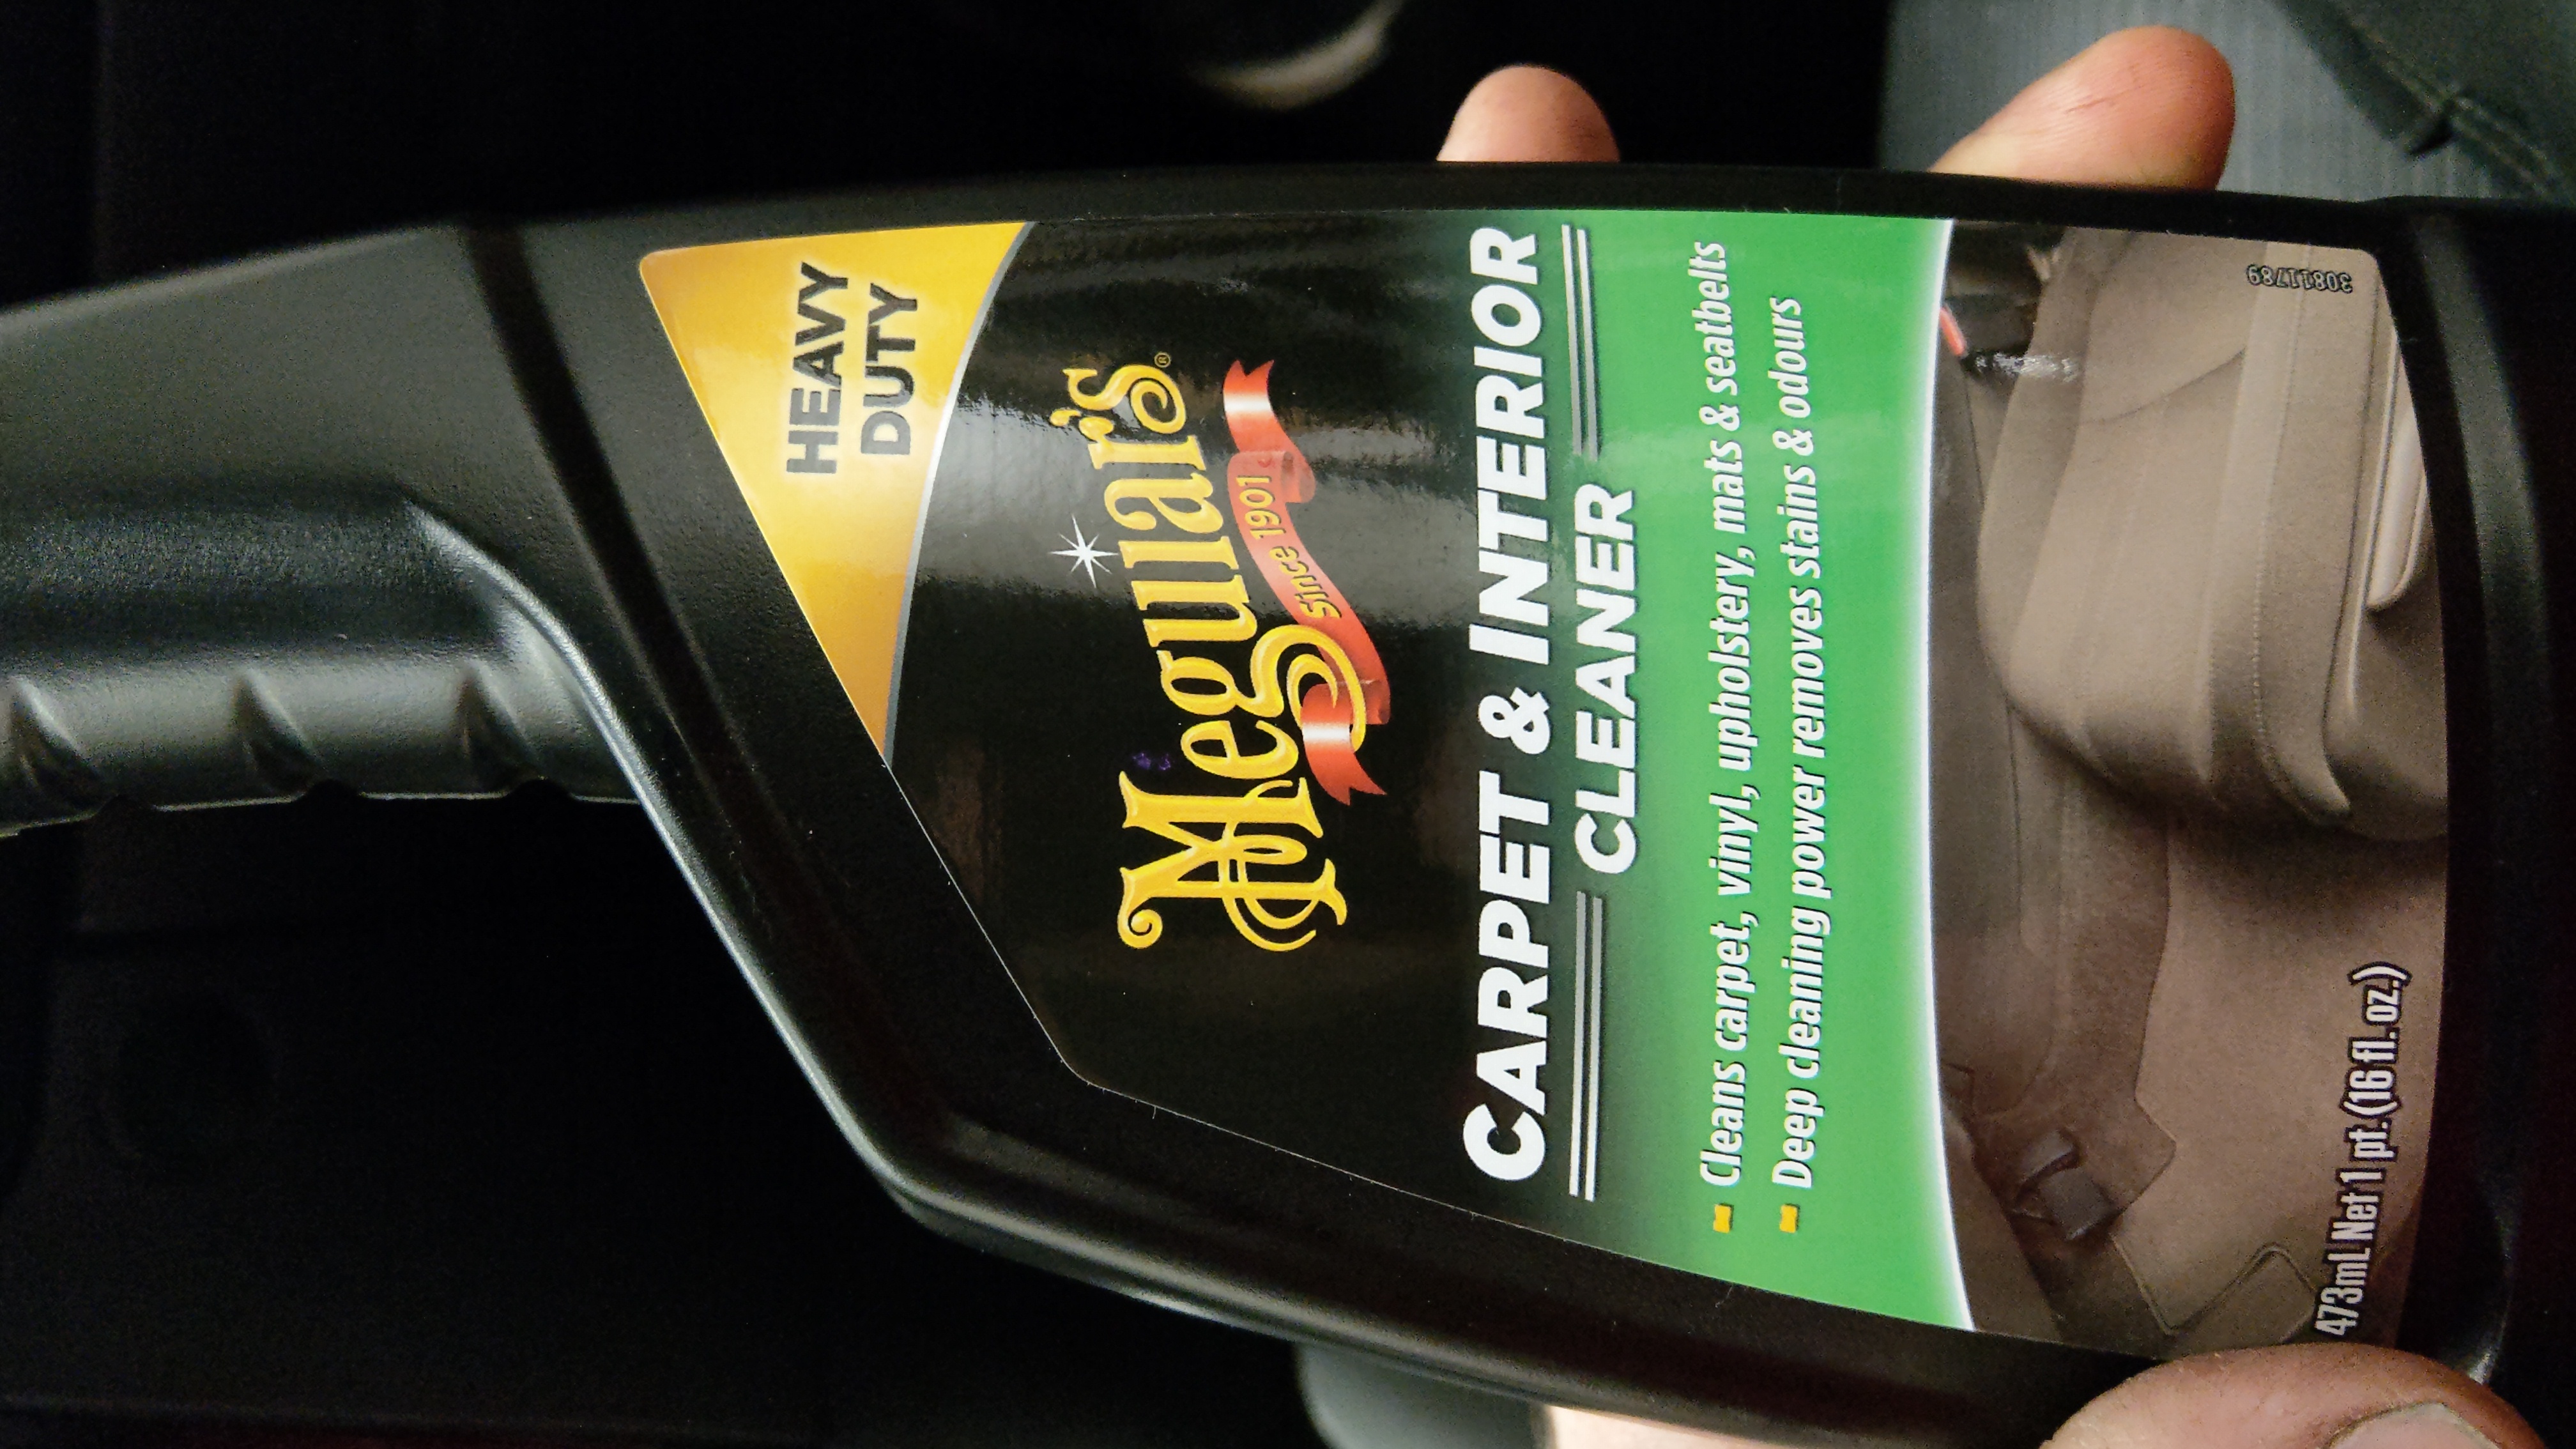 HEAVY
DUTY
Meguiar's®
Since 1901
CARPET & INTERIOR
CLEANER
Cleans carpet, vinyl, upholstery, mats & seatbelts
Deep cleaning power removes stains & odours
473mL Net 1 pt. (16 fl. oz.)
30811789